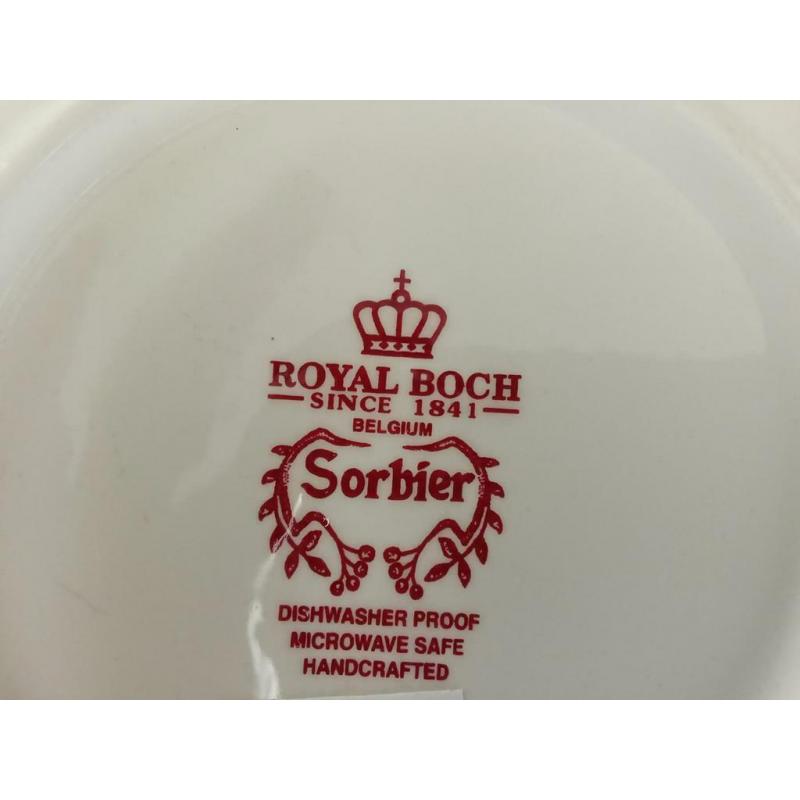 ROYAL BOCH
SINCE 1841
BELGIUM
Sorbier
DISHWASHER PROOF
MICROWAVE SAFE
HANDCRAFTED